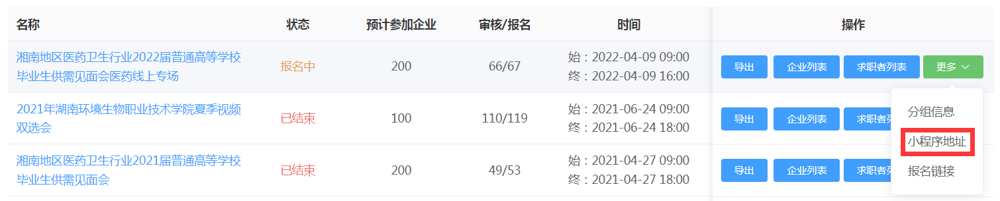 名称 状态 预计参加企业 审核/报名 时间 操作
湘南地区医药卫生行业2022届普通高等学校
毕业生供需见面会医药线上专场
报名中
200
66/67
始：2022-04-09 09:00
终：2022-04-09 16:00
导出 企业列表 求职者列表 更多
2021年湖南环境生物职业技术学院夏季视频
双选会
已结束
100
110/119
始：2021-06-24 09:00
终：2021-06-24 18:00
导出 企业列表 求职者列
湘南地区医药卫生行业2021届普通高等学校
毕业生供需见面会
已结束
200
49/53
始：2021-04-27 09:00
终：2021-04-27 18:00
导出 企业列表 求职者列
分组信息
小程序地址
报名链接